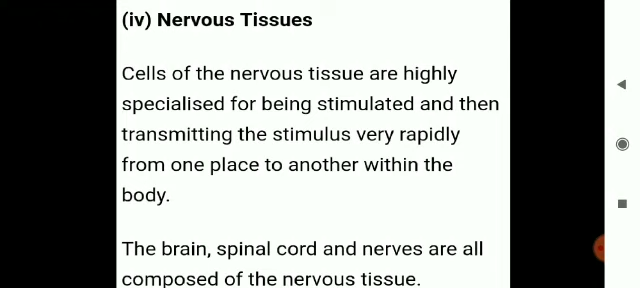 (iv) Nervous Tissues
Cells of the nervous tissue are highly
specialised for being stimulated and then
transmitting the stimulus very rapidly
from one place to another within the
body.
The brain, spinal cord and nerves are all
composed of the nervous tissue.